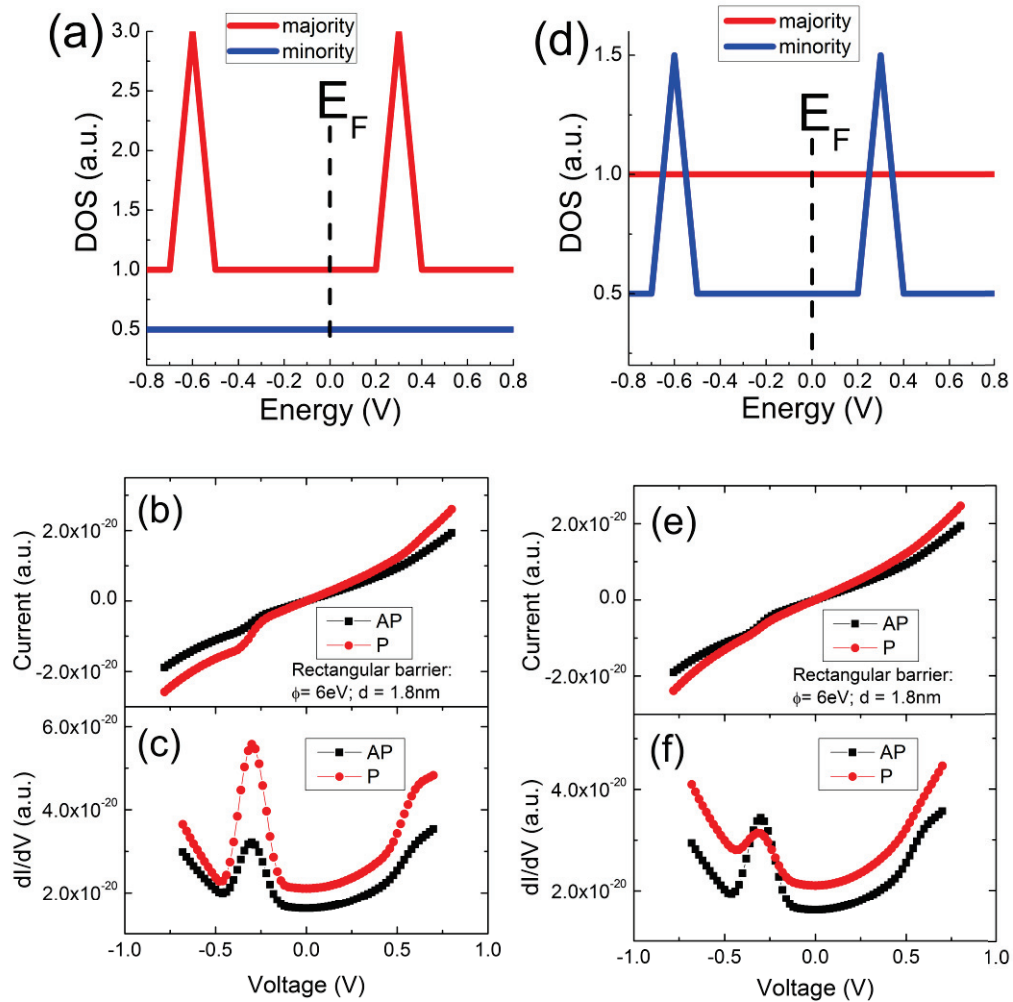 (a)
majority
minority
E_F
DOS (a.u.)
3.0
2.5
2.0
1.5
1.0
0.5
-0.8 -0.6 -0.4 -0.2 0.0 0.2 0.4 0.6 0.8
Energy (V)
(d)
majority
minority
E_F
DOS (a.u.)
1.5
1.0
0.5
-0.8 -0.6 -0.4 -0.2 0.0 0.2 0.4 0.6 0.8
Energy (V)
(b)
Current (a.u.)
2.0x10^-20
0.0
-2.0x10^-20
AP
P
Rectangular barrier:
ϕ= 6eV; d = 1.8nm
(c)
dI/dV (a.u.)
6.0x10^-20
4.0x10^-20
2.0x10^-20
AP
P
-1.0 -0.5 0.0 0.5 1.0
Voltage (V)
(e)
Current (a.u.)
2.0x10^-20
0.0
-2.0x10^-20
AP
P
Rectangular barrier:
ϕ= 6eV; d = 1.8nm
(f)
dI/dV (a.u.)
4.0x10^-20
2.0x10^-20
AP
P
-1.0 -0.5 0.0 0.5 1.0
Voltage (V)